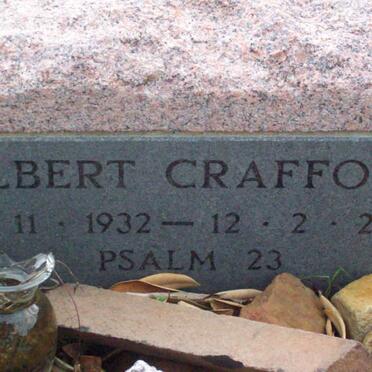 LBERT CRAFFO
11 · 1932 — 12 · 2 · 2
PSALM 23